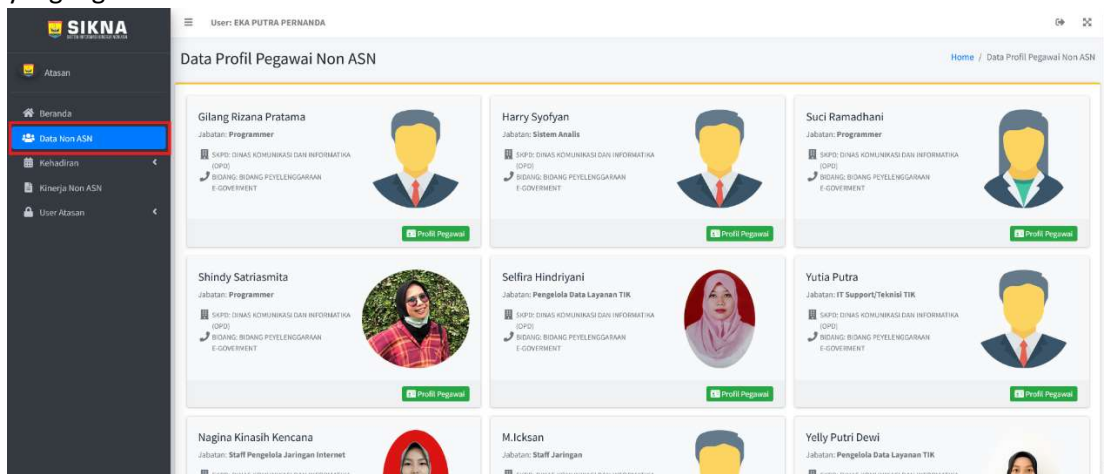 SIKNA
User: EKA PUTRA PERNANDA
Atasan
Beranda
Data Non ASN
Kehadiran
Kinerja Non ASN
User Atasan
Data Profil Pegawai Non ASN
Home / Data Profil Pegawai Non ASN
Gilang Rizana Pratama
Jabatan: Programmer
SKPD: DINAS KOMUNIKASI DAN INFORMATIKA
(OPD)
BIDANG: BIDANG PEYELENGGARAAN
E-GOVERMENT
Profil Pegawai
Harry Syofyan
Jabatan: Sistem Analis
SKPD: DINAS KOMUNIKASI DAN INFORMATIKA
(OPD)
BIDANG: BIDANG PEYELENGGARAAN
E-GOVERMENT
Profil Pegawai
Suci Ramadhani
Jabatan: Programmer
SKPD: DINAS KOMUNIKASI DAN INFORMATIKA
(OPD)
BIDANG: BIDANG PEYELENGGARAAN
E-GOVERMENT
Profil Pegawai
Shindy Satriasmita
Jabatan: Programmer
SKPD: DINAS KOMUNIKASI DAN INFORMATIKA
(OPD)
BIDANG: BIDANG PEYELENGGARAAN
E-GOVERMENT
Profil Pegawai
Selfira Hindriyani
Jabatan: Pengelola Data Layanan TIK
SKPD: DINAS KOMUNIKASI DAN INFORMATIKA
(OPD)
BIDANG: BIDANG PEYELENGGARAAN
E-GOVERMENT
Profil Pegawai
Yutia Putra
Jabatan: IT Support/Teknisi TIK
SKPD: DINAS KOMUNIKASI DAN INFORMATIKA
(OPD)
BIDANG: BIDANG PEYELENGGARAAN
E-GOVERMENT
Profil Pegawai
Nagina Kinasih Kencana
Jabatan: Staff Pengelola Jaringan Internet
M.Icksan
Jabatan: Staff Jaringan
Yelly Putri Dewi
Jabatan: Pengelola Data Layanan TIK